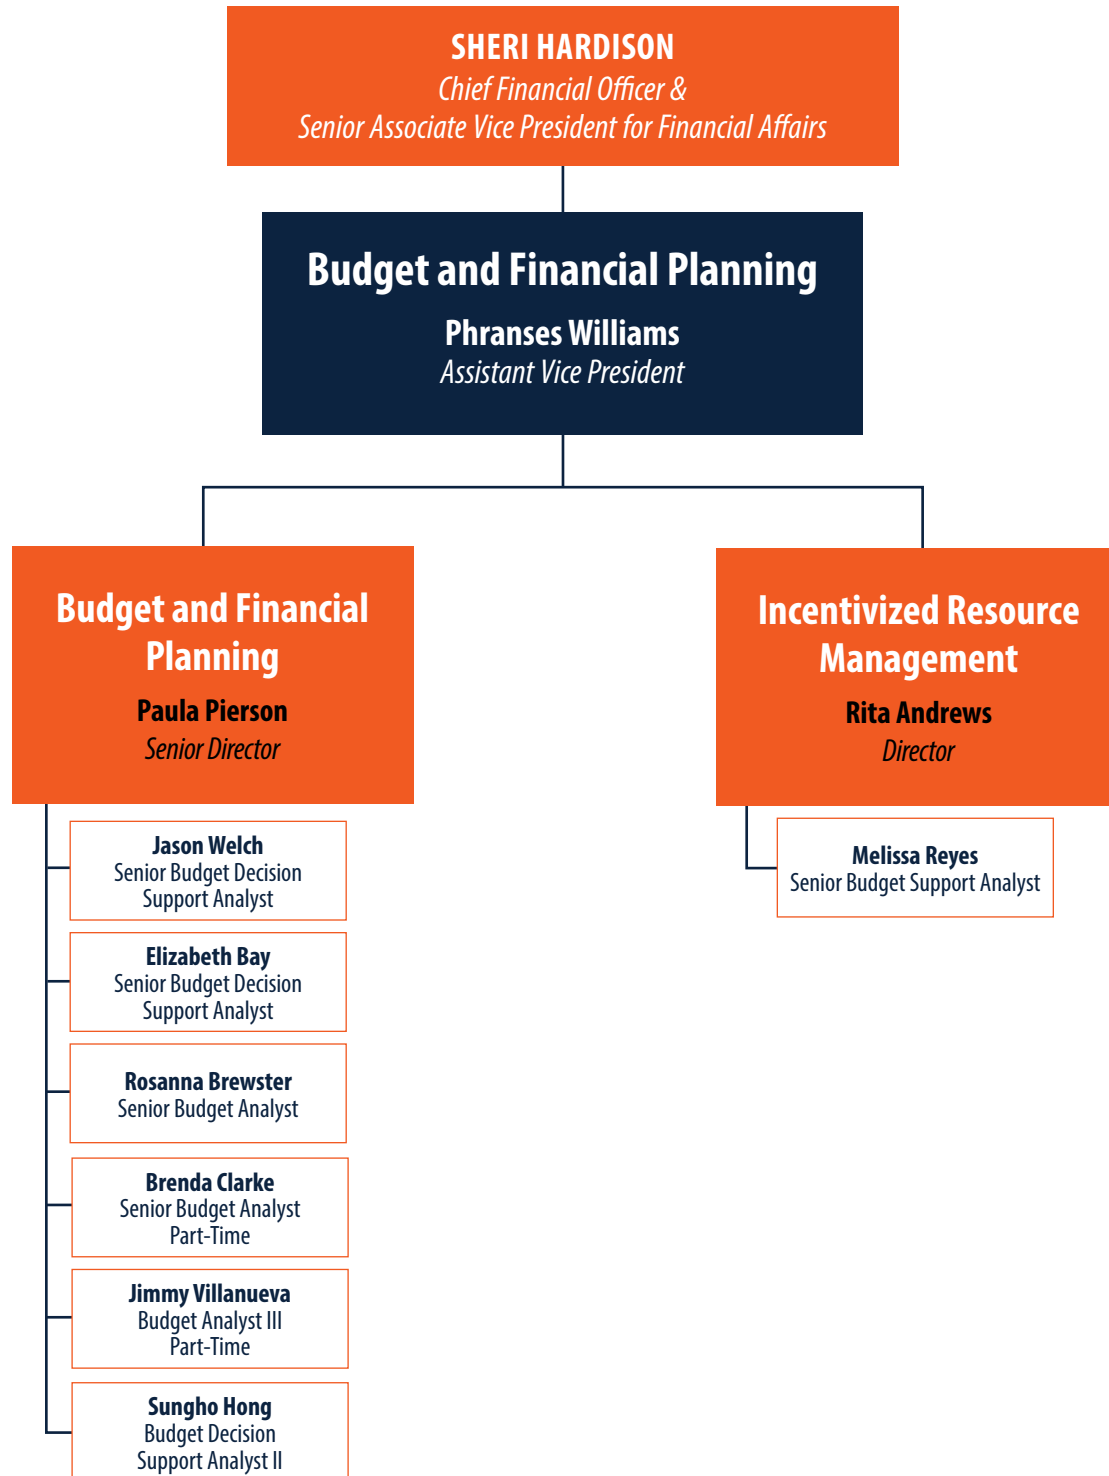 SHERI HARDISON
Chief Financial Officer &
Senior Associate Vice President for Financial Affairs
Budget and Financial Planning
Phranses Williams
Assistant Vice President
Budget and Financial
Planning
Paula Pierson
Senior Director
Jason Welch
Senior Budget Decision
Support Analyst
Elizabeth Bay
Senior Budget Decision
Support Analyst
Rosanna Brewster
Senior Budget Analyst
Brenda Clarke
Senior Budget Analyst
Part-Time
Jimmy Villanueva
Budget Analyst III
Part-Time
Sungho Hong
Budget Decision
Support Analyst II
Incentivized Resource
Management
Rita Andrews
Director
Melissa Reyes
Senior Budget Support Analyst